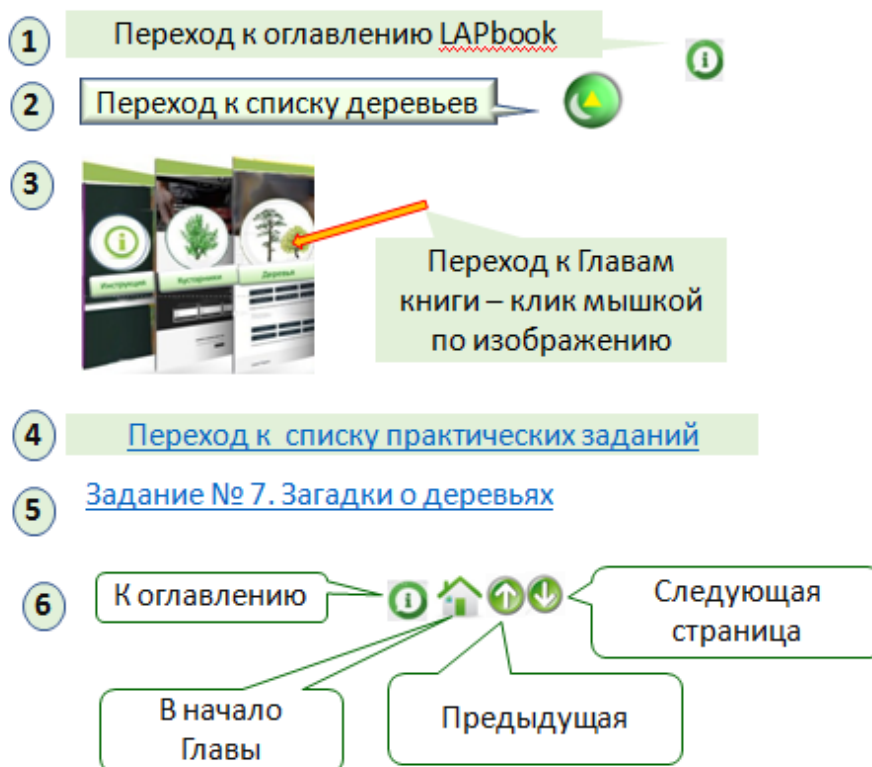 1
Переход к оглавлению LAPbook
2
Переход к списку деревьев
3
Инструкция
Кустарники
Деревья
Переход к Главам
книги – клик мышкой
по изображению
4
Переход к списку практических заданий
5
Задание № 7. Загадки о деревьях
6
К оглавлению
Следующая
страница
В начало
Главы
Предыдущая